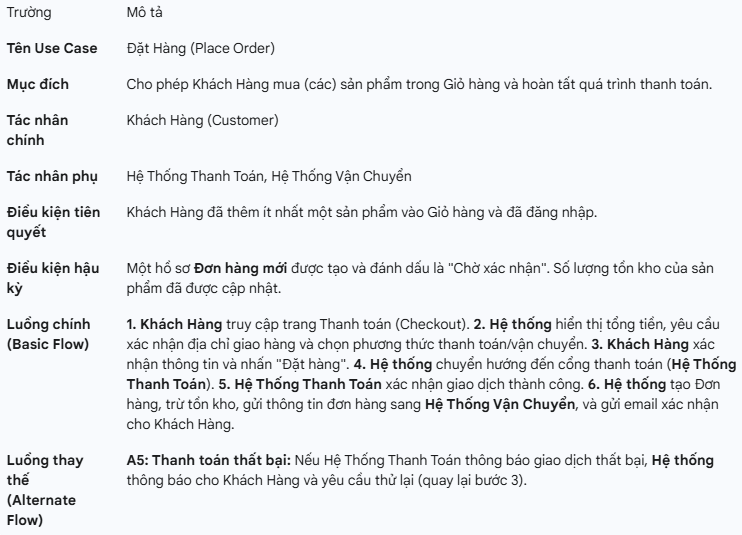 Trường Mô tả
Tên Use Case Đặt Hàng (Place Order)
Mục đích Cho phép Khách Hàng mua (các) sản phẩm trong Giỏ hàng và hoàn tất quá trình thanh toán.
Tác nhân chính Khách Hàng (Customer)
Tác nhân phụ Hệ Thống Thanh Toán, Hệ Thống Vận Chuyển
Điều kiện tiên quyết Khách Hàng đã thêm ít nhất một sản phẩm vào Giỏ hàng và đã đăng nhập.
Điều kiện hậu kỳ Một hồ sơ Đơn hàng mới được tạo và đánh dấu là "Chờ xác nhận". Số lượng tồn kho của sản
phẩm đã được cập nhật.
Luồng chính (Basic Flow) 1. Khách Hàng truy cập trang Thanh toán (Checkout). 2. Hệ thống hiển thị tổng tiền, yêu cầu
xác nhận địa chỉ giao hàng và chọn phương thức thanh toán/vận chuyển. 3. Khách Hàng xác
nhận thông tin và nhấn "Đặt hàng". 4. Hệ thống chuyển hướng đến cổng thanh toán (Hệ Thống
Thanh Toán). 5. Hệ Thống Thanh Toán xác nhận giao dịch thành công. 6. Hệ thống tạo Đơn
hàng, trừ tồn kho, gửi thông tin đơn hàng sang Hệ Thống Vận Chuyển, và gửi email xác nhận
cho Khách Hàng.
Luồng thay thế (Alternate Flow) A5: Thanh toán thất bại: Nếu Hệ Thống Thanh Toán thông báo giao dịch thất bại, Hệ thống
thông báo cho Khách Hàng và yêu cầu thử lại (quay lại bước 3).